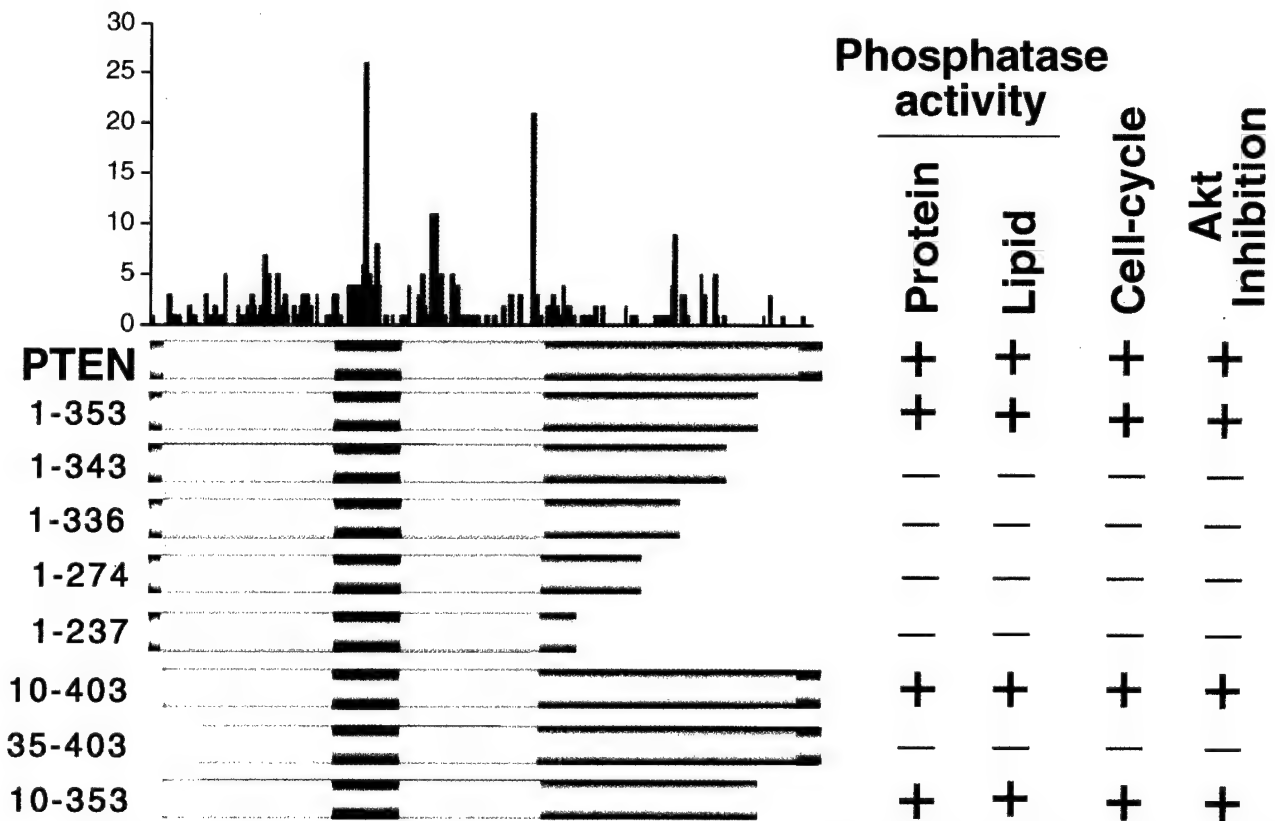 30
25
20
15
10
5
0
Phosphatase
activity
Protein
Lipid
Cell-cycle
Akt
Inhibition
PTEN + + + +
1-353 + + + +
1-343 — — — —
1-336 — — — —
1-274 — — — —
1-237 — — — —
10-403 + + + +
35-403 — — — —
10-353 + + + +